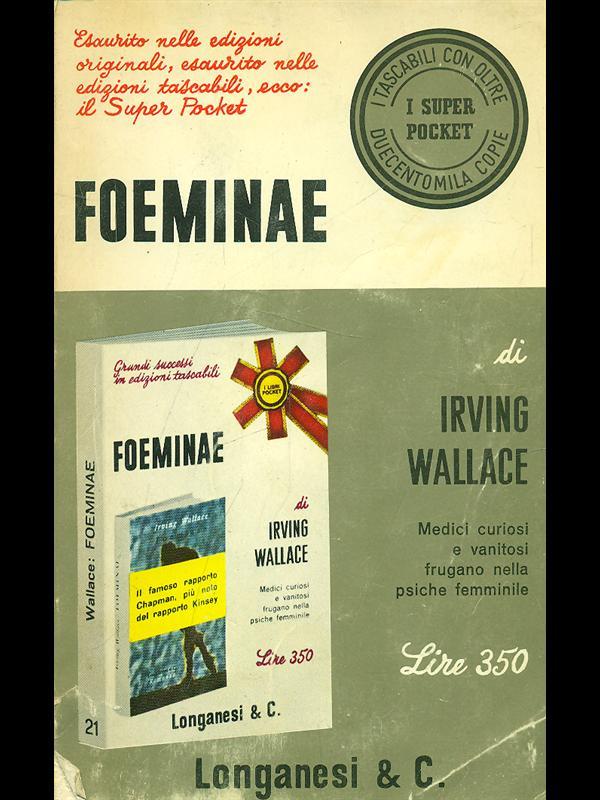 Esaurito nelle edizioni
originali, esaurito nelle
edizioni tascabili, ecco:
il Super Pocket
I TASCABILI CON OLTRE
DUECENTOMILA COPIE
I SUPER
POCKET
FOEMINAE
di
IRVING
WALLACE
Medici curiosi
e vanitosi
frugano nella
psiche femminile
Lire 350
Grandi successi
in edizioni tascabili
I LIBRI
POCKET
FOEMINAE
di
IRVING
WALLACE
Medici curiosi
e vanitosi
frugano nella
psiche femminile
Lire 350
Irving Wallace
Il famoso rapporto
Chapman, più noto
del rapporto Kinsey
Longanesi & C.
Wallace: FOEMINAE
21
Longanesi & C.